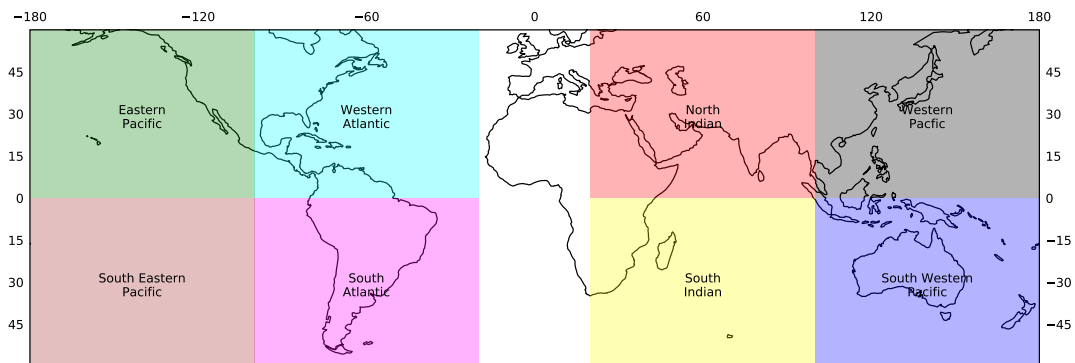 −180 −120 −60 0 60 120 180
45 45
30 30
15 15
0 0
15 −15
30 −30
45 −45
Eastern
Pacific
Western
Atlantic
North
Indian
Western
Pacfic
South Eastern
Pacific
South
Atlantic
South
Indian
South Western
Pacific